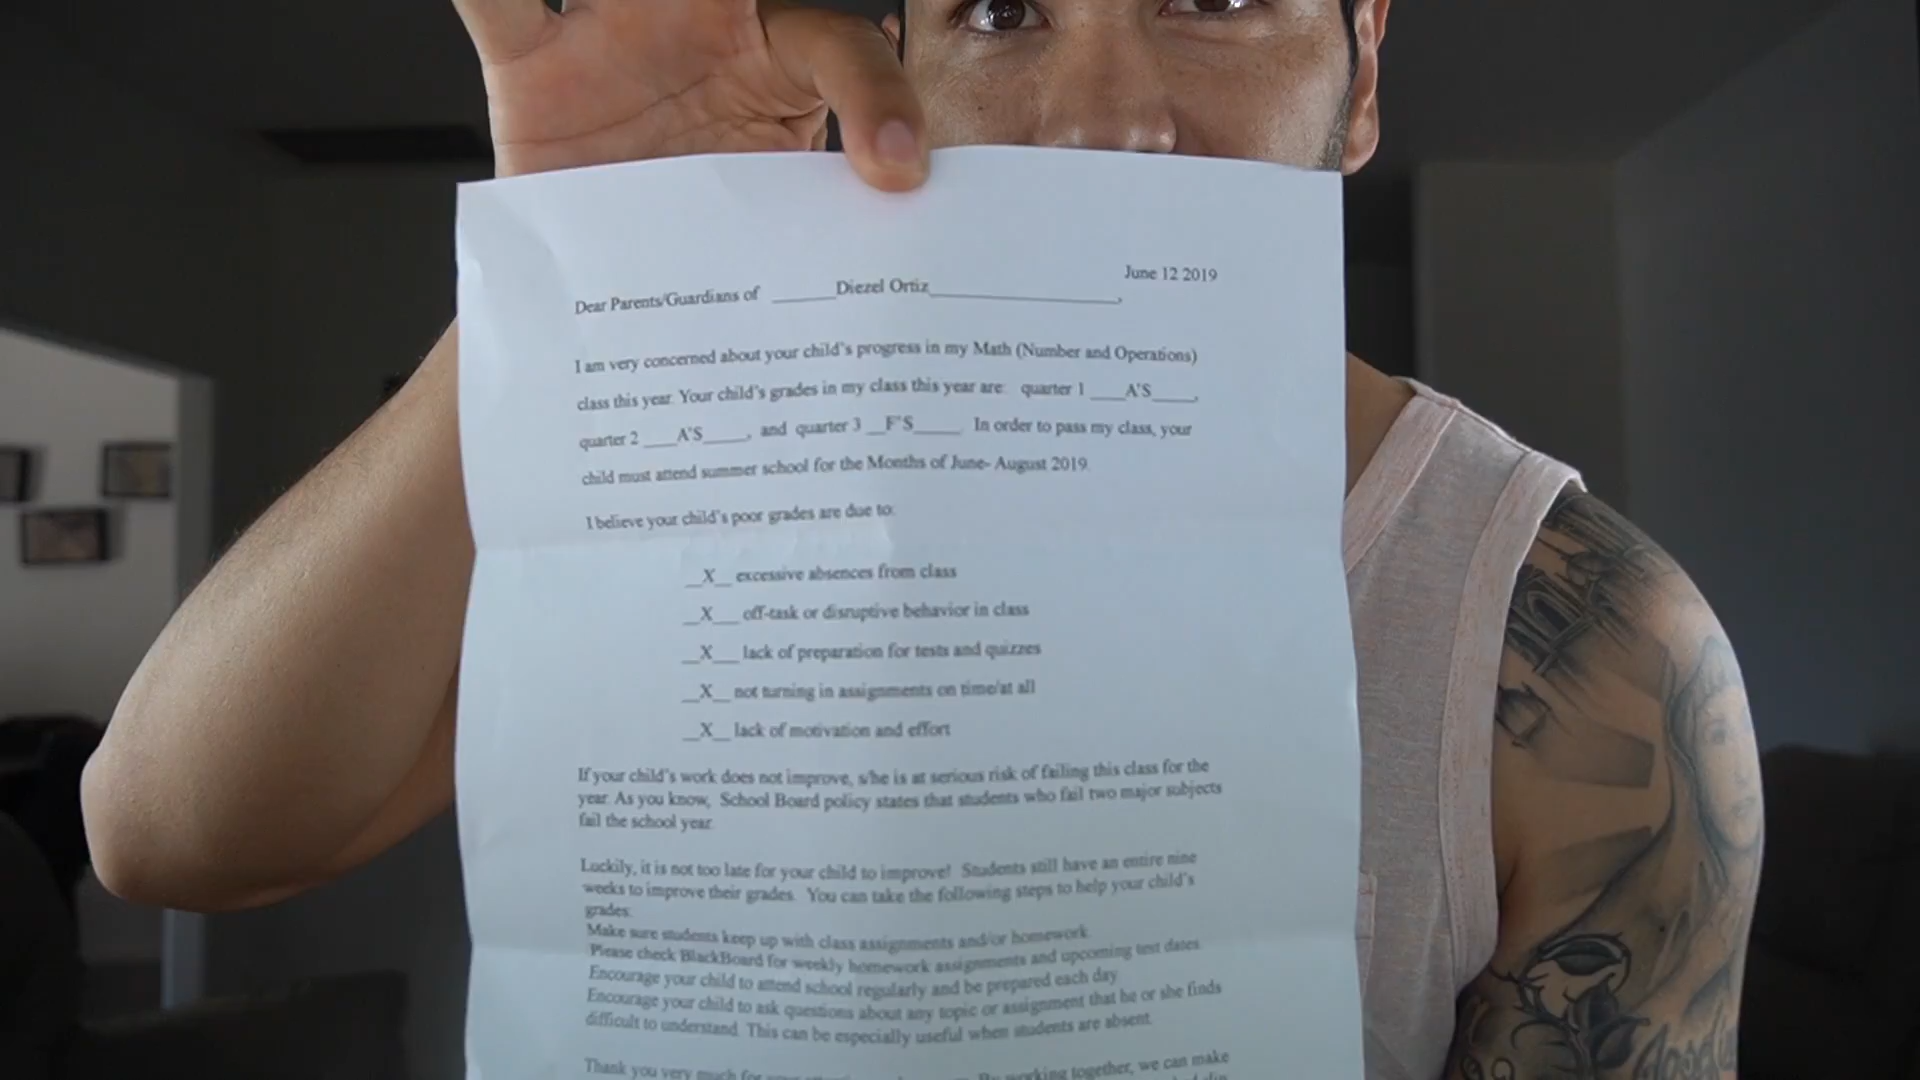 June 12 2019
Dear Parents/Guardians of ______Diezel Ortiz__________________,
I am very concerned about your child's progress in my Math (Number and Operations)
class this year. Your child's grades in my class this year are: quarter 1 ____A'S_____,
quarter 2 ____A'S_____, and quarter 3 __F'S_____. In order to pass my class, your
child must attend summer school for the Months of June- August 2019.
I believe your child's poor grades are due to:
__X__ excessive absences from class
__X___ off-task or disruptive behavior in class
__X___ lack of preparation for tests and quizzes
__X__ not turning in assignments on time/at all
__X__ lack of motivation and effort
If your child's work does not improve, s/he is at serious risk of failing this class for the
year. As you know, School Board policy states that students who fail two major subjects
fail the school year.
Luckily, it is not too late for your child to improve! Students still have an entire nine
weeks to improve their grades. You can take the following steps to help your child's
grades:
Make sure students keep up with class assignments and/or homework.
Please check BlackBoard for weekly homework assignments and upcoming test dates.
Encourage your child to attend school regularly and be prepared each day.
Encourage your child to ask questions about any topic or assignment that he or she finds
difficult to understand. This can be especially useful when students are absent.
Thank you very much for By working together, we can make